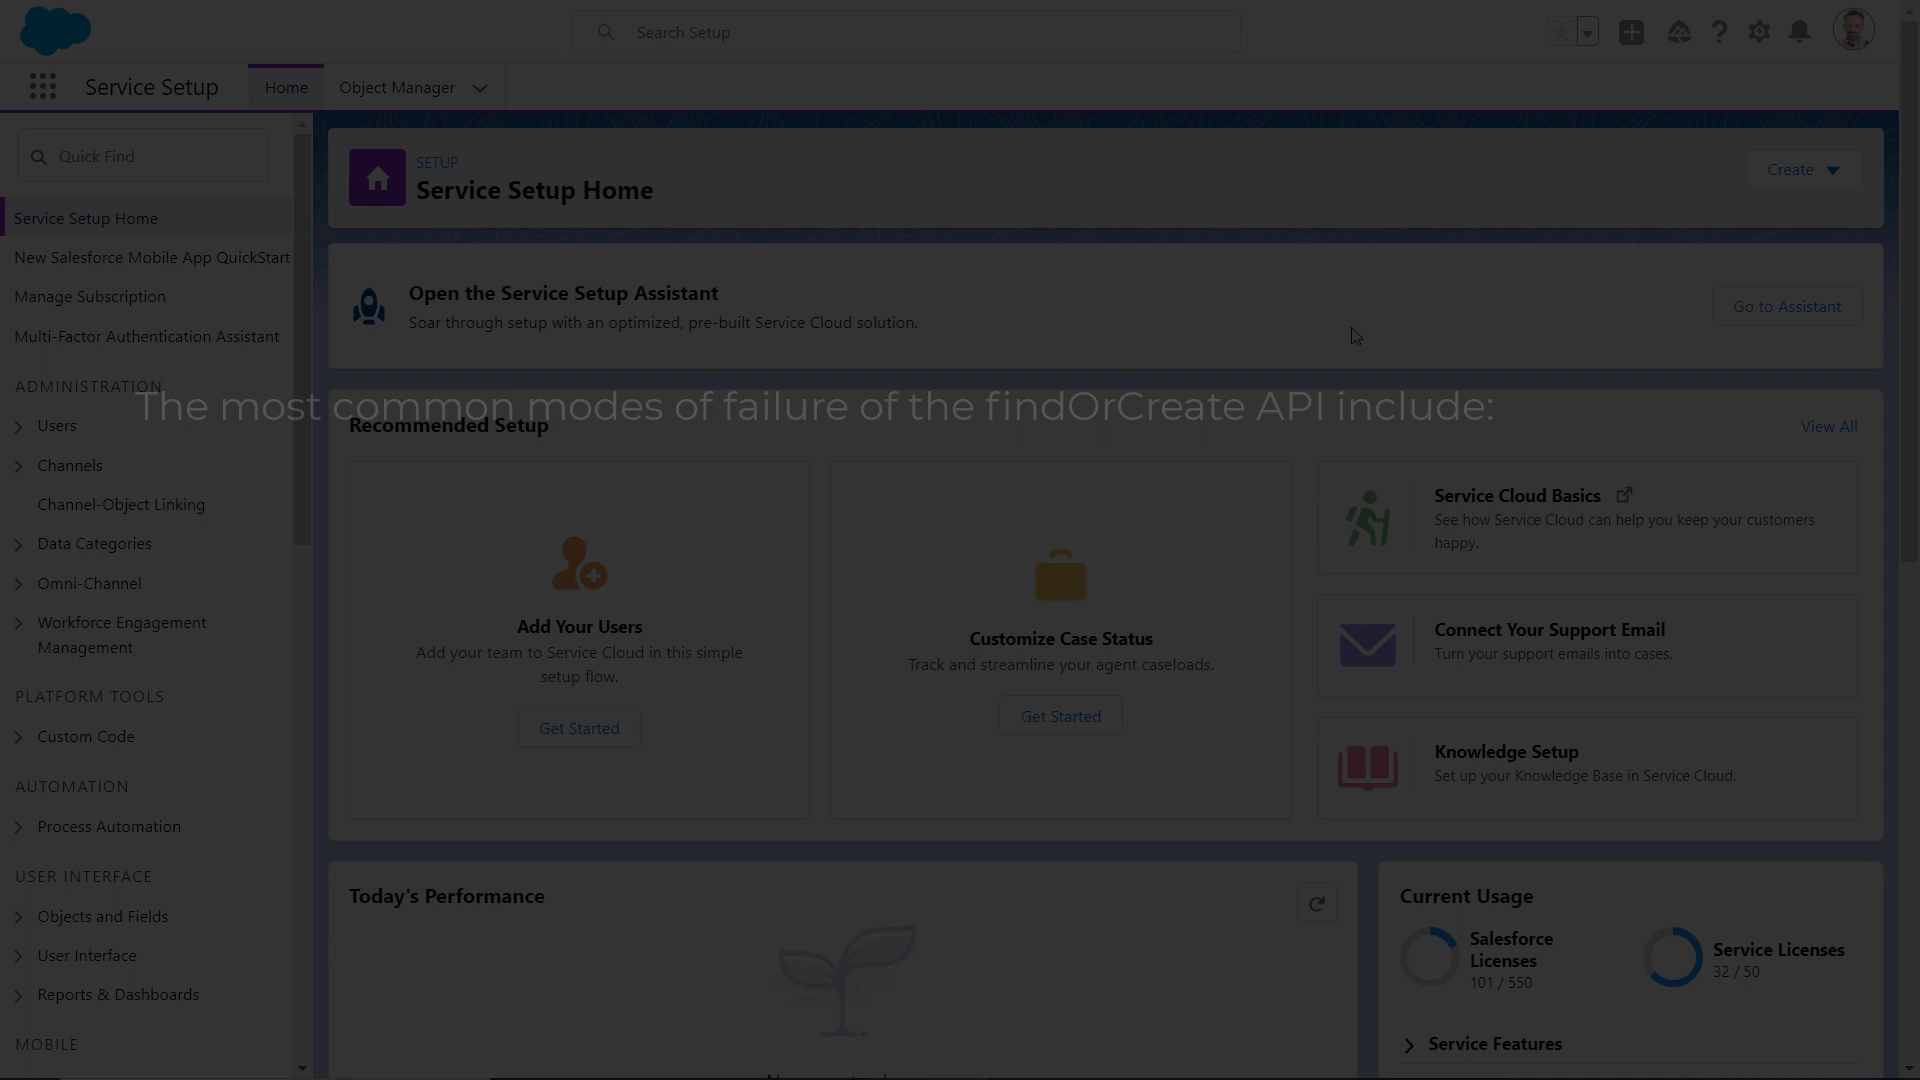 Search Setup
Service Setup
Home
Object Manager
Quick Find
Service Setup Home
New Salesforce Mobile App QuickStart
Manage Subscription
Multi-Factor Authentication Assistant
ADMINISTRATION
Users
Channels
Channel-Object Linking
Data Categories
Omni-Channel
Workforce Engagement
Management
PLATFORM TOOLS
Custom Code
AUTOMATION
Process Automation
USER INTERFACE
Objects and Fields
User Interface
Reports & Dashboards
MOBILE
SETUP
Service Setup Home
Create
Open the Service Setup Assistant
Soar through setup with an optimized, pre-built Service Cloud solution.
Go to Assistant
The most common modes of failure of the findOrCreate API include:
Recommended Setup
View All
Add Your Users
Add your team to Service Cloud in this simple
setup flow.
Get Started
Customize Case Status
Track and streamline your agent caseloads.
Get Started
Service Cloud Basics
See how Service Cloud can help you keep your customers
happy.
Connect Your Support Email
Turn your support emails into cases.
Knowledge Setup
Set up your Knowledge Base in Service Cloud.
Today's Performance
Current Usage
Salesforce
Licenses
101 / 550
Service Licenses
32 / 50
Service Features